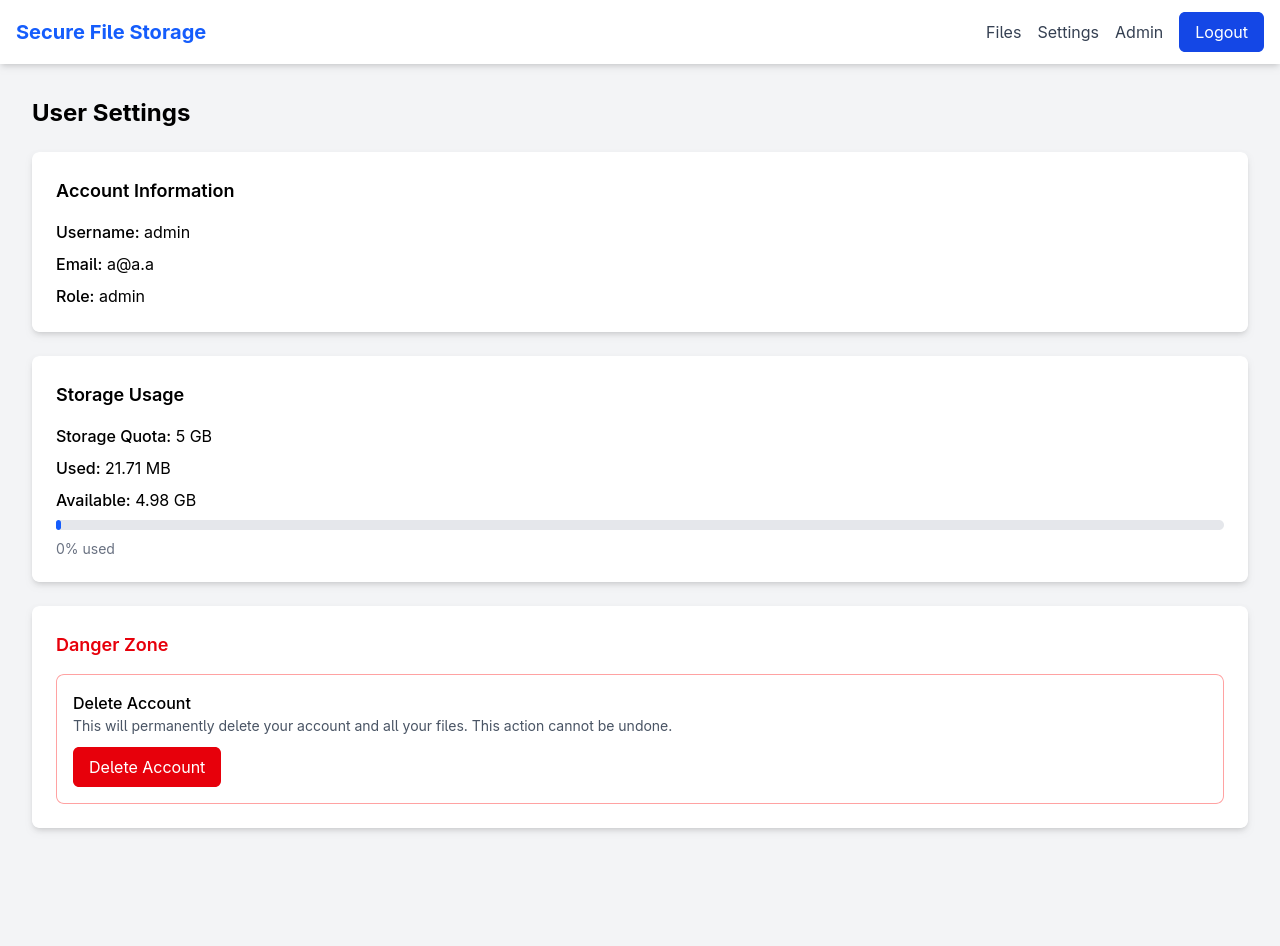 Secure File Storage
Files
Settings
Admin
Logout
User Settings
Account Information
Username: admin
Email: a@a.a
Role: admin
Storage Usage
Storage Quota: 5 GB
Used: 21.71 MB
Available: 4.98 GB
0% used
Danger Zone
Delete Account
This will permanently delete your account and all your files. This action cannot be undone.
Delete Account